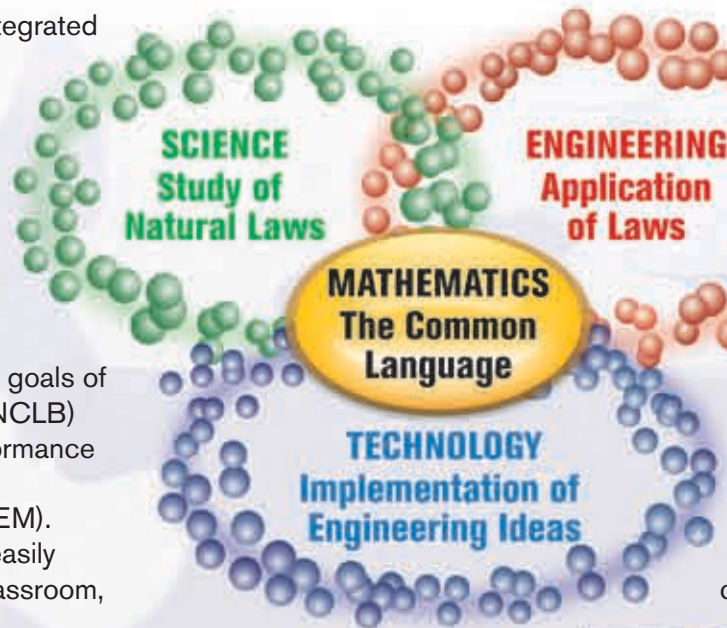 tegrated
SCIENCE
Study of
Natural Laws
ENGINEERING
Application
of Laws
MATHEMATICS
The Common
Language
goals of
NCLB)
ormance
EM).
easily
assroom,
TECHNOLOGY
Implementation of
Engineering Ideas